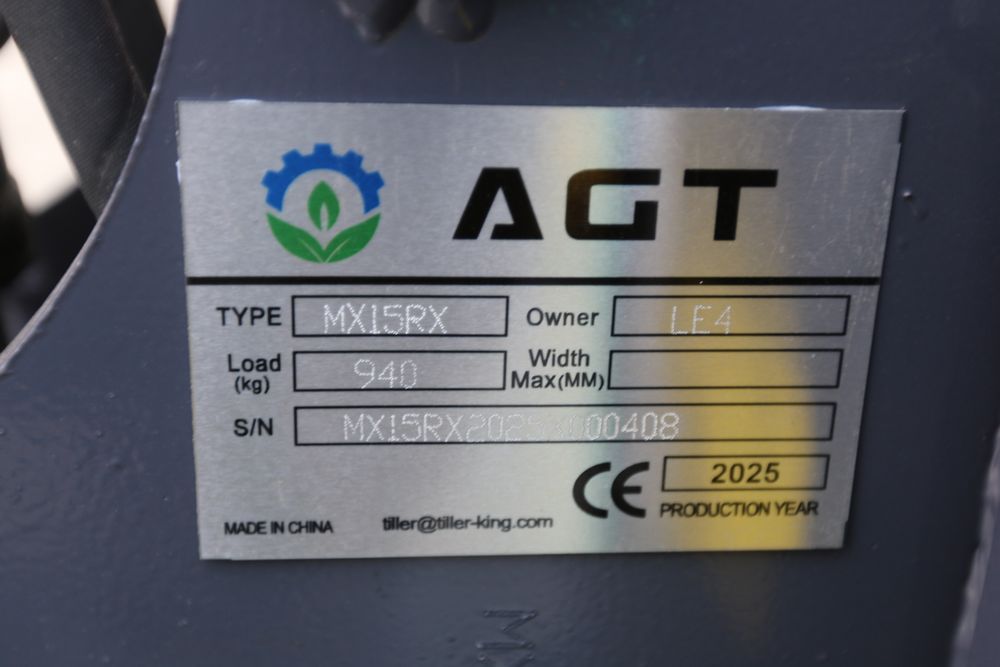 AGT
TYPE MX15RX Owner LE4
Load (kg) 940 Width Max(MM)
S/N
MADE IN CHINA tiller@tiller-king.com CE 2025
PRODUCTION YEAR